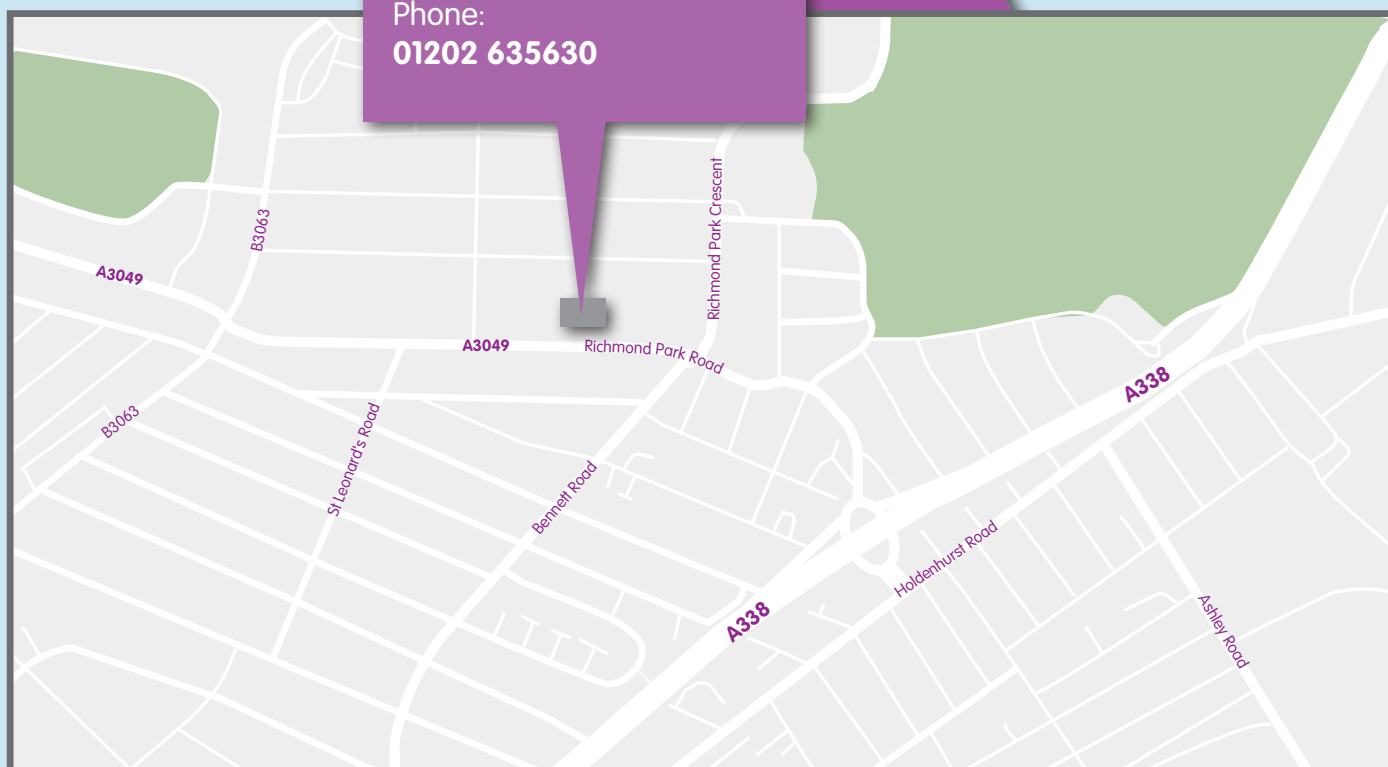 Phone:
01202 635630
Richmond Park Crescent
B3063
A3049
A3049
Richmond Park Road
A338
B3063
St Leonard's Road
Bennett Road
Holdenhurst Road
A338
Ashley Road